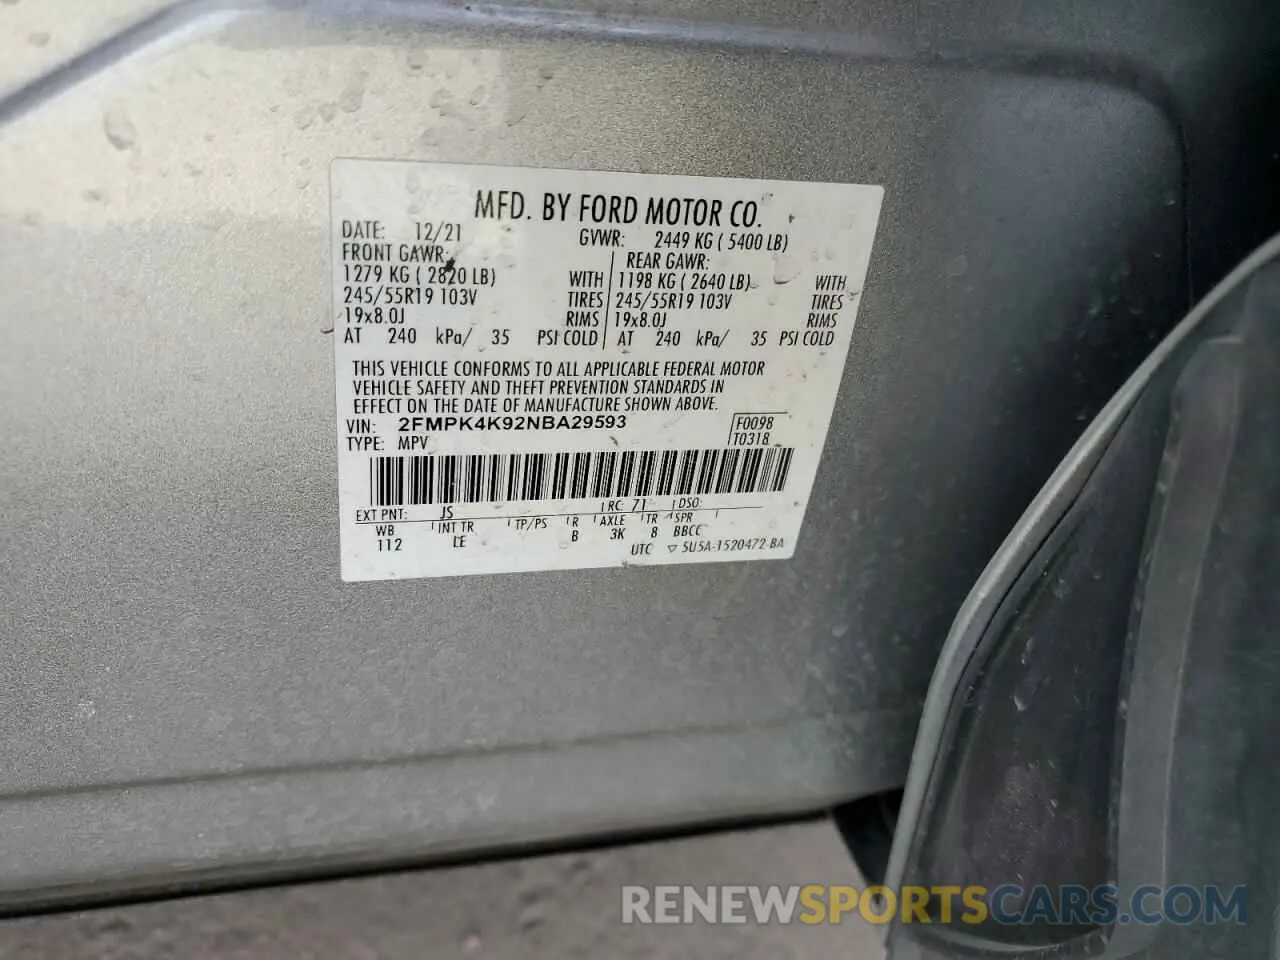 MFD. BY FORD MOTOR CO.
DATE: 12/21 GVWR: 2449 KG ( 5400 LB)
FRONT GAWR: REAR GAWR:
1279 KG ( 2820 LB) WITH 1198 KG ( 2640 LB) WITH
245/55R19 103V TIRES 245/55R19 103V TIRES
19x8.0J RIMS 19x8.0J RIMS
AT 240 kPa/ 35 PSI COLD AT 240 kPa/ 35 PSI COLD
THIS VEHICLE CONFORMS TO ALL APPLICABLE FEDERAL MOTOR
VEHICLE SAFETY AND THEFT PREVENTION STANDARDS IN
EFFECT ON THE DATE OF MANUFACTURE SHOWN ABOVE.
VIN: 2FMPK4K92NBA29593 F0098
TYPE: MPV T0318
EXT PNT: JS RC: 71 DSO:
WB INT TR TP/PS R AXLE TR SPR
112 LE B 3K 8 BBCC
UTC ▽ 5U5A-1520472-BA
RENEWSPORTSCARS.COM